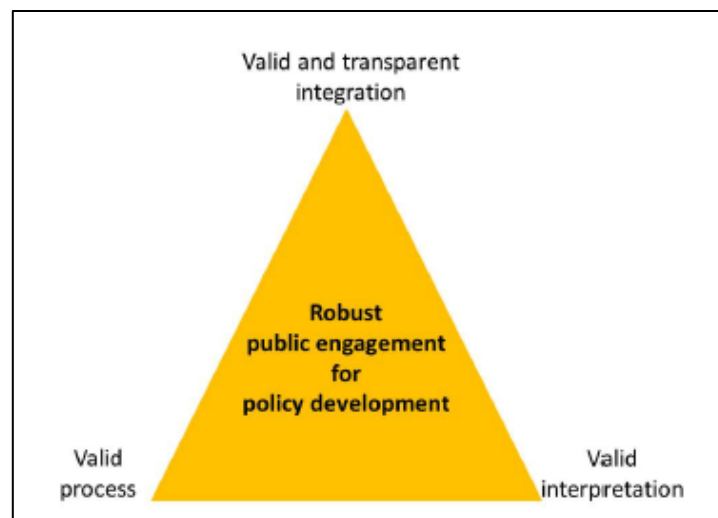 Valid and transparent
integration
Robust
public engagement
for
policy development
Valid
process
Valid
interpretation